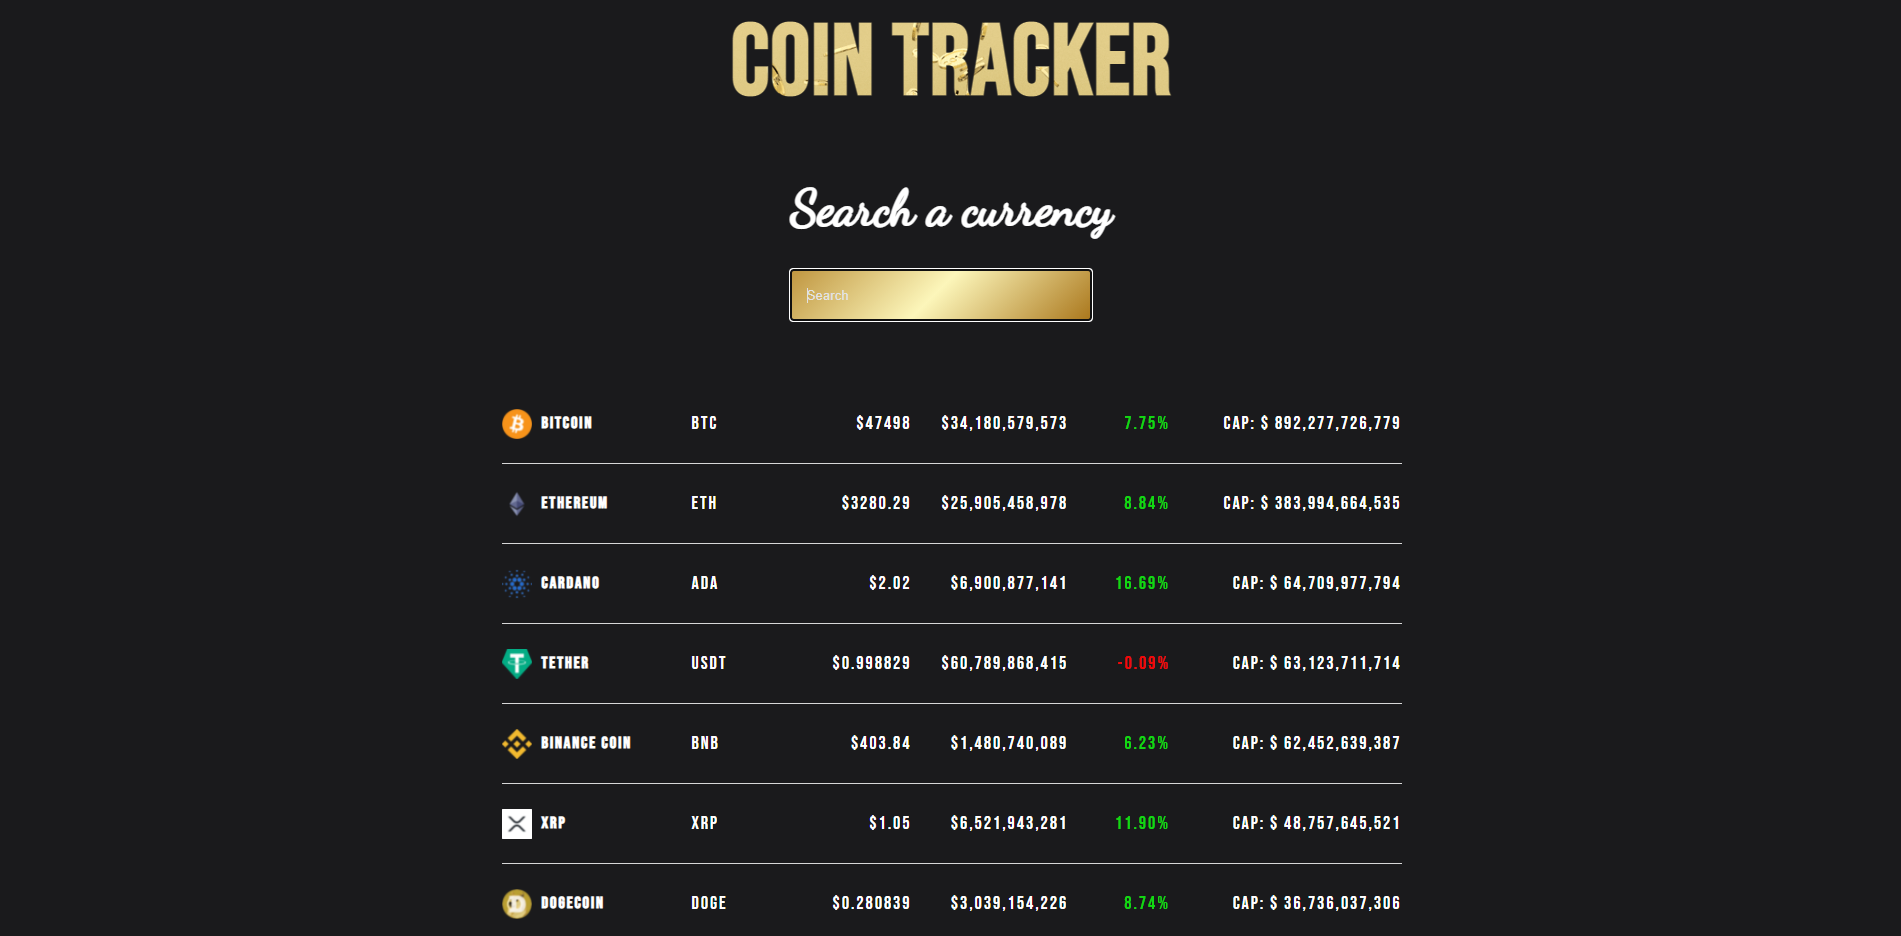 COIN TRACKER
Search a currency
Search
BITCOIN BTC $47498 $34,180,579,573 7.75% CAP: $ 892,277,726,779
ETHEREUM ETH $3280.29 $25,905,458,978 8.84% CAP: $ 383,994,664,535
CARDANO ADA $2.02 $6,900,877,141 16.69% CAP: $ 64,709,977,794
TETHER USDT $0.998829 $60,789,868,415 -0.09% CAP: $ 63,123,711,714
BINANCE COIN BNB $403.84 $1,480,740,089 6.23% CAP: $ 62,452,639,387
XRP XRP $1.05 $6,521,943,281 11.90% CAP: $ 48,757,645,521
DOGECOIN DOGE $0.280839 $3,039,154,226 8.74% CAP: $ 36,736,037,306